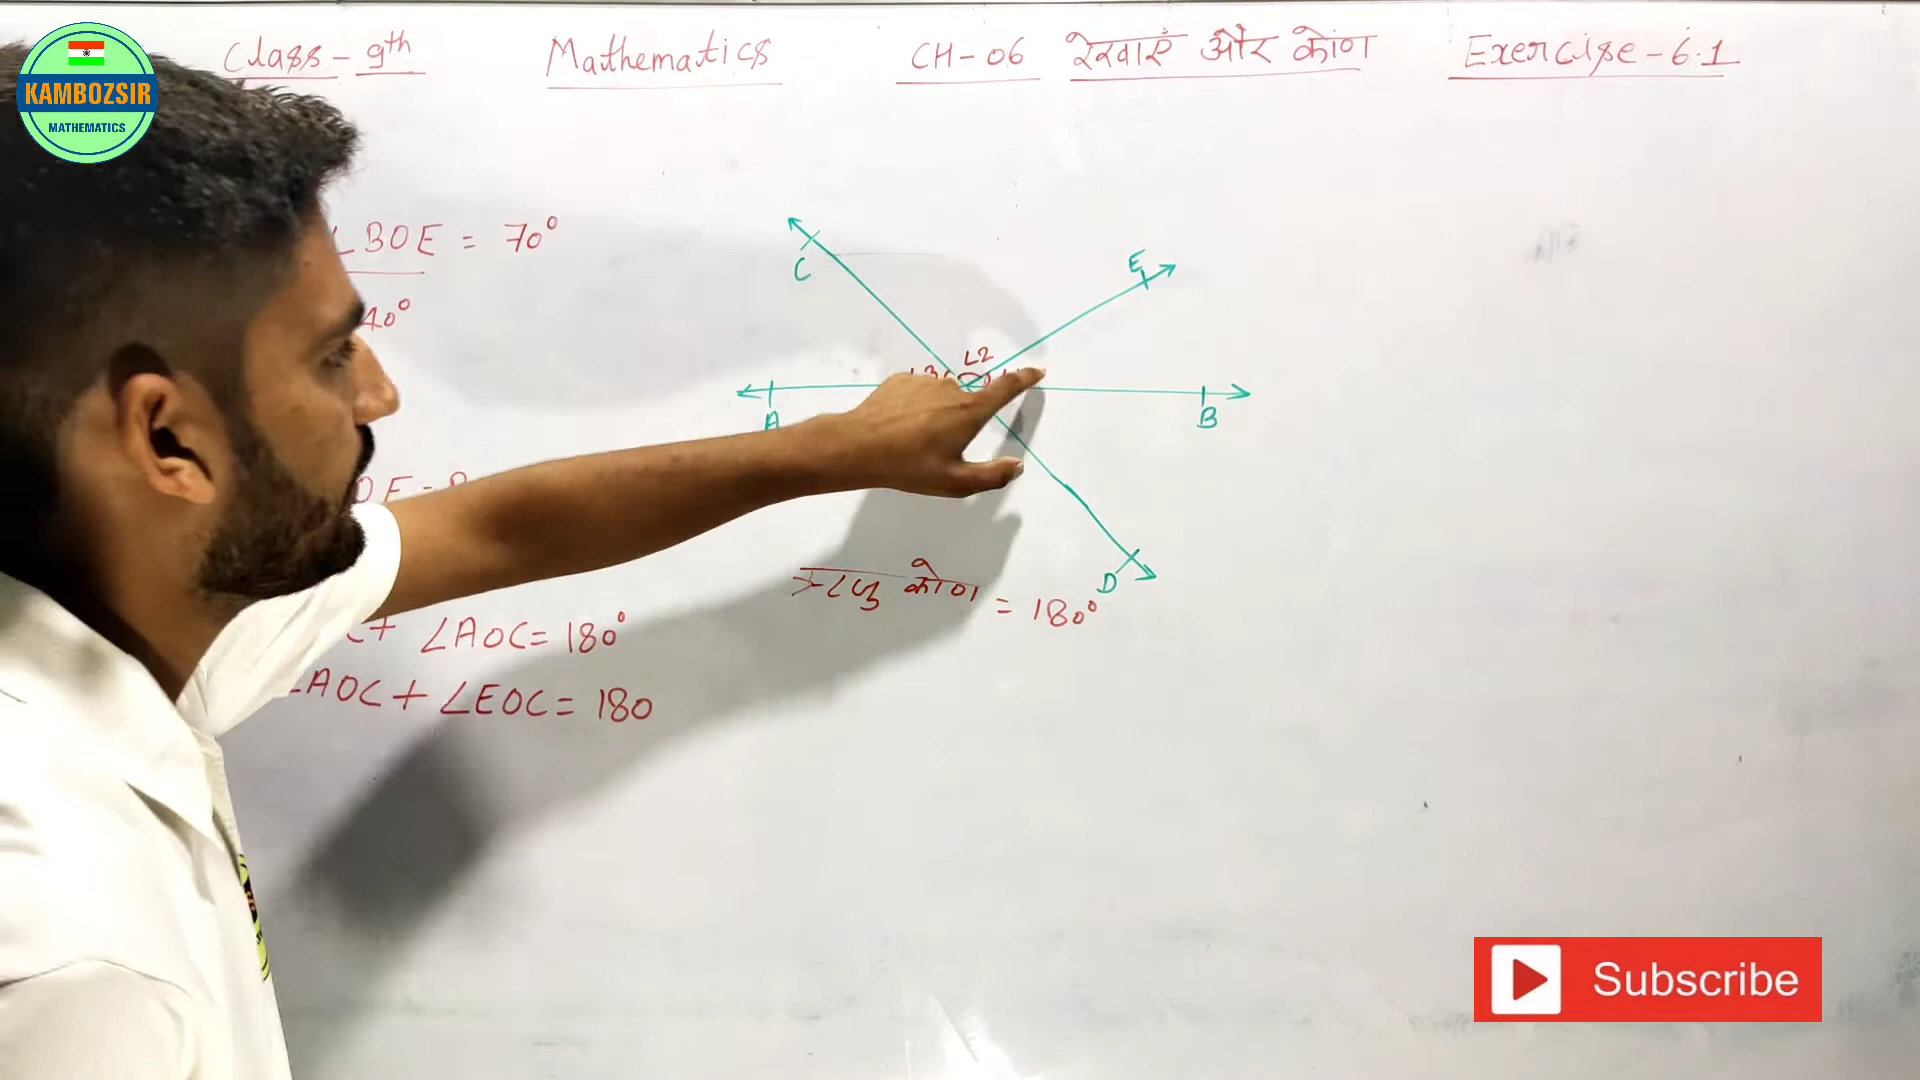 Class - 9th Mathematics CH-06 रेखाएँ और कोण Exercise-6.1
KAMBOZSIR
MATHEMATICS
∠BOE = 70°
40°
C
E
∠2
A
B
D
कोण = 180°
∠AOC = 180°
∠AOC + ∠EOC = 180
Subscribe